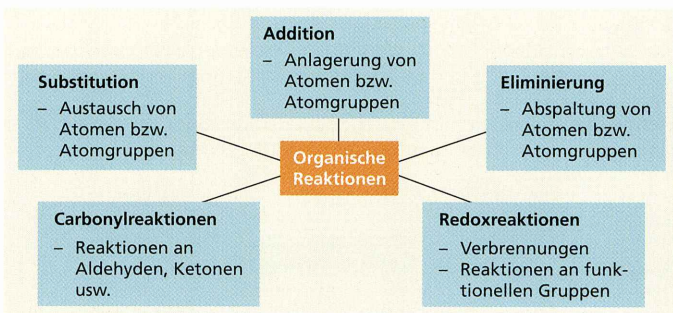 Addition
– Anlagerung von
Atomen bzw.
Atomgruppen
Substitution
– Austausch von
Atomen bzw.
Atomgruppen
Eliminierung
– Abspaltung von
Atomen bzw.
Atomgruppen
Organische
Reaktionen
Carbonylreaktionen
– Reaktionen an
Aldehyden, Ketonen
usw.
Redoxreaktionen
– Verbrennungen
– Reaktionen an funk-
tionellen Gruppen